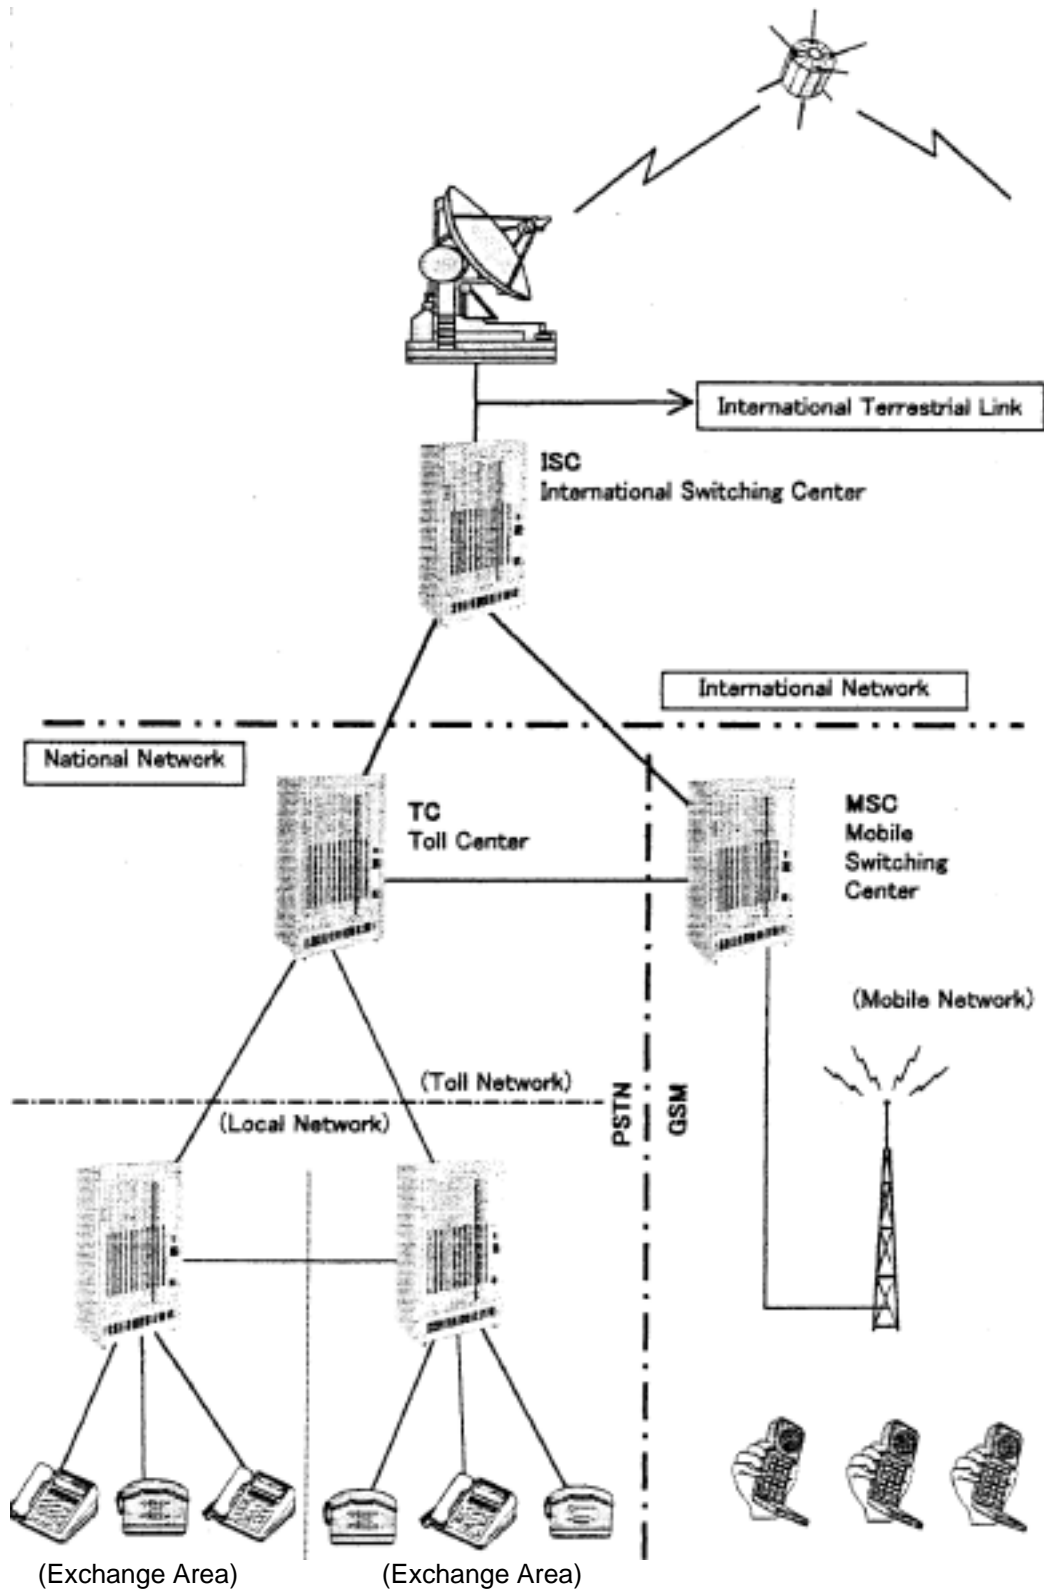 International Terrestrial Link
ISC
International Switching Center
International Network
National Network
TC
Toll Center
MSC
Mobile
Switching
Center
(Mobile Network)
(Toll Network)
(Local Network)
PSTN
GSM
(Exchange Area)
(Exchange Area)